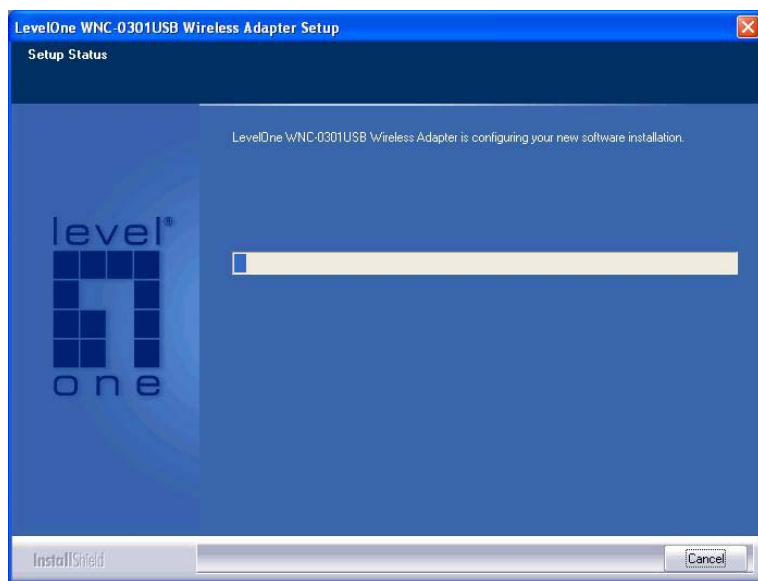 LevelOne WNC-0301USB Wireless Adapter Setup
Setup Status
LevelOne WNC-0301USB Wireless Adapter is configuring your new software installation.
level®
one
InstallShield
Cancel